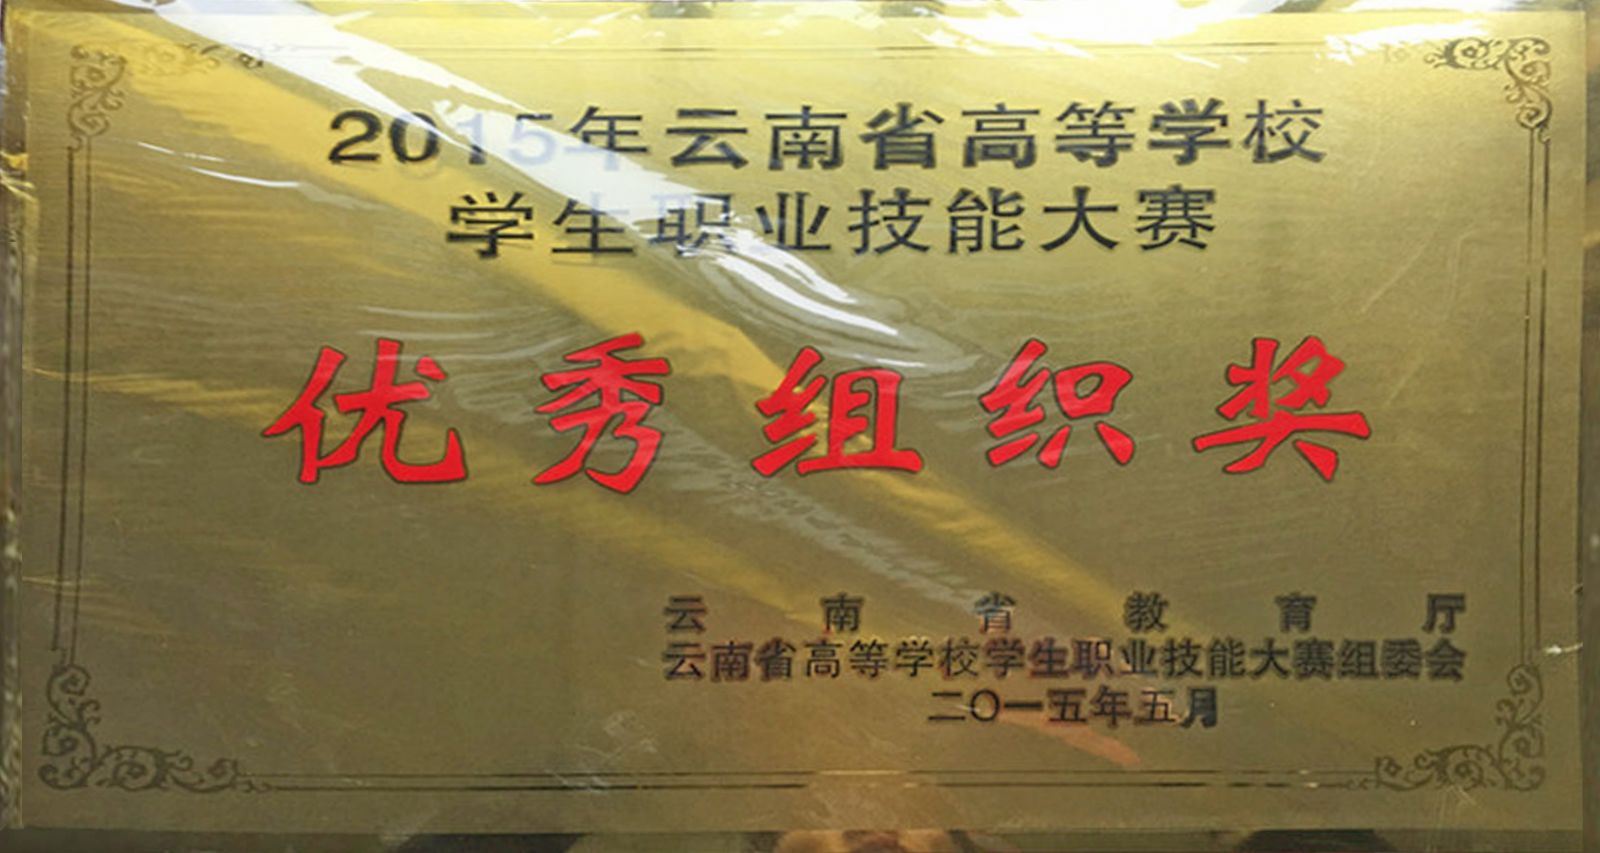 2015年云南省高等学校
学生职业技能大赛
优秀组织奖
云南省教育厅
云南省高等学校学生职业技能大赛组委会
二〇一五年五月